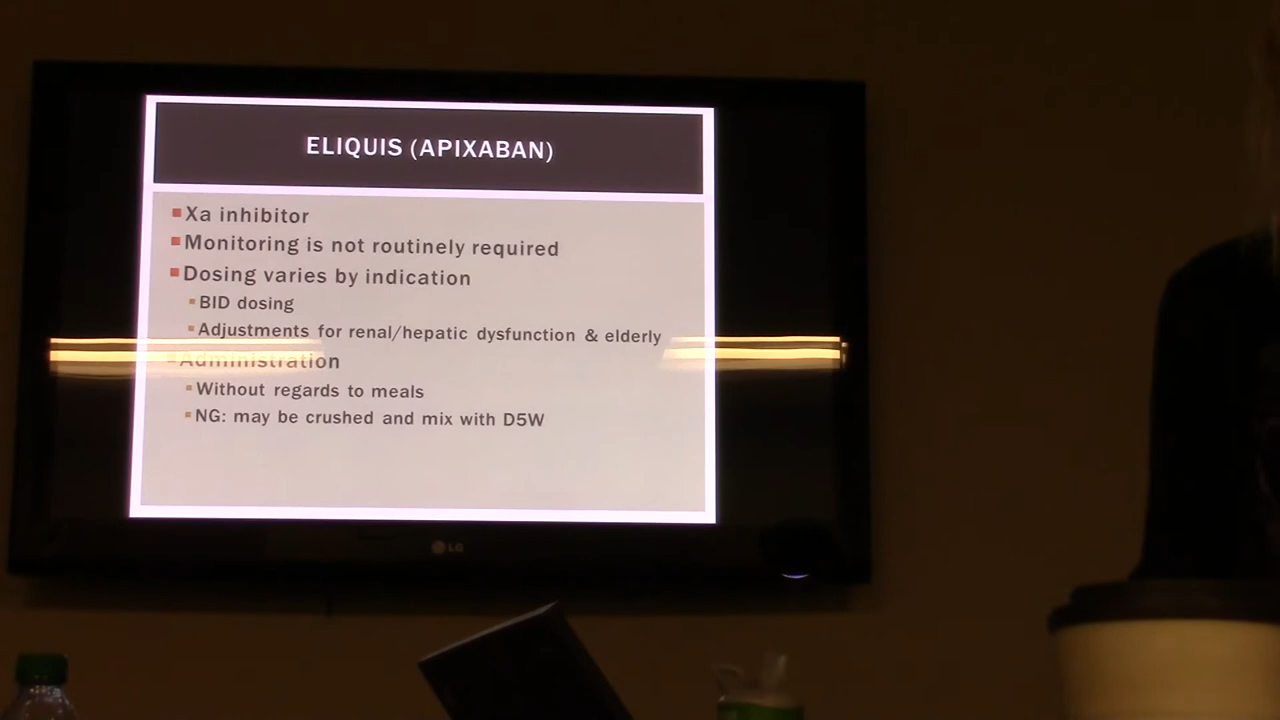 ELIQUIS (APIXABAN)
Xa inhibitor
Monitoring is not routinely required
Dosing varies by indication
BID dosing
Adjustments for renal/hepatic dysfunction & elderly
Administration
Without regards to meals
NG: may be crushed and mix with D5W
LG